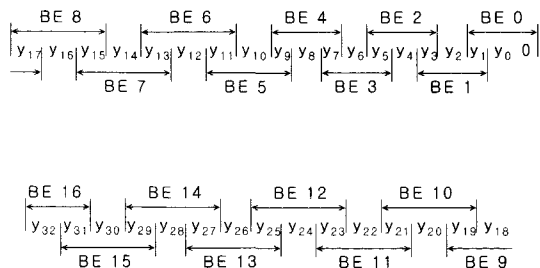 BE 8 BE 6 BE 4 BE 2 BE 0
y17 y16 y15 y14 y13 y12 y11 y10 y9 y8 y7 y6 y5 y4 y3 y2 y1 y0 0
BE 7 BE 5 BE 3 BE 1
BE 16 BE 14 BE 12 BE 10
y32 y31 y30 y29 y28 y27 y26 y25 y24 y23 y22 y21 y20 y19 y18
BE 15 BE 13 BE 11 BE 9